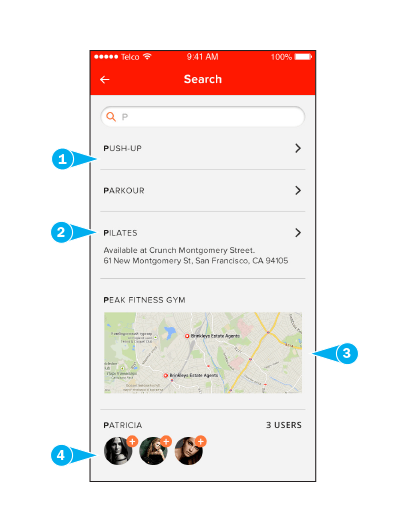 Telco 9:41 AM 100%
Search
P
PUSH-UP
1
PARKOUR
2
PILATES
Available at Crunch Montgomery Street.
61 New Montgomery St, San Francisco, CA 94105
PEAK FITNESS GYM
Brinkleys Estate Agents
3
Brinkleys Estate Agents
PATRICIA 3 USERS
4